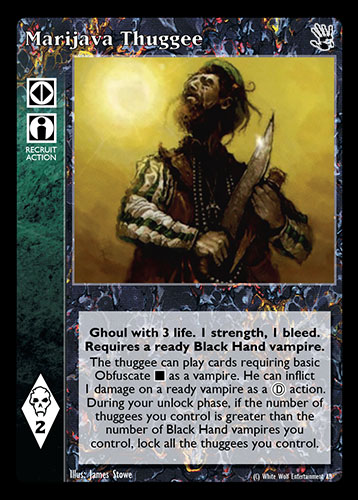 Marijava Thuggee
RECRUIT
ACTION
Ghoul with 3 life. 1 strength, 1 bleed.
Requires a ready Black Hand vampire.
The thuggee can play cards requiring basic
Obfuscate ■ as a vampire. He can inflict
1 damage on a ready vampire as a Ⓓ action.
During your unlock phase, if the number of
thuggees you control is greater than the
number of Black Hand vampires you
control, lock all the thuggees you control.
2
Illus: James Stowe